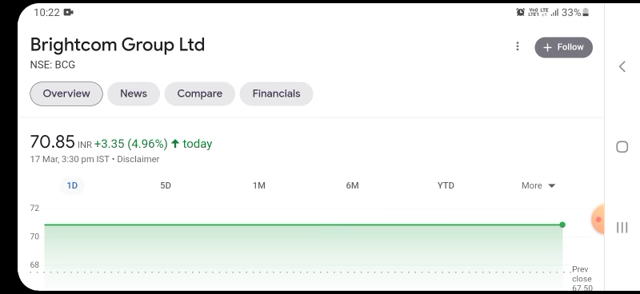 10:22
33%
Brightcom Group Ltd
+ Follow
NSE: BCG
Overview News Compare Financials
70.85 INR +3.35 (4.96%) ↑ today
17 Mar, 3:30 pm IST • Disclaimer
1D 5D 1M 6M YTD More
72
70
68
Prev
close
67.50